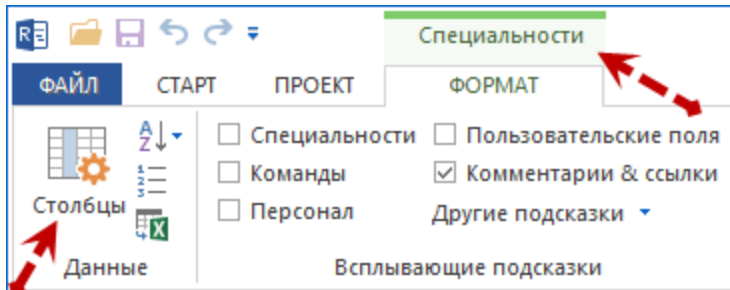 Специальности
ФАЙЛ СТАРТ ПРОЕКТ ФОРМАТ
Столбцы
Данные
Специальности
Команды
Персонал
Пользовательские поля
Комментарии & ссылки
Другие подсказки
Всплывающие подсказки